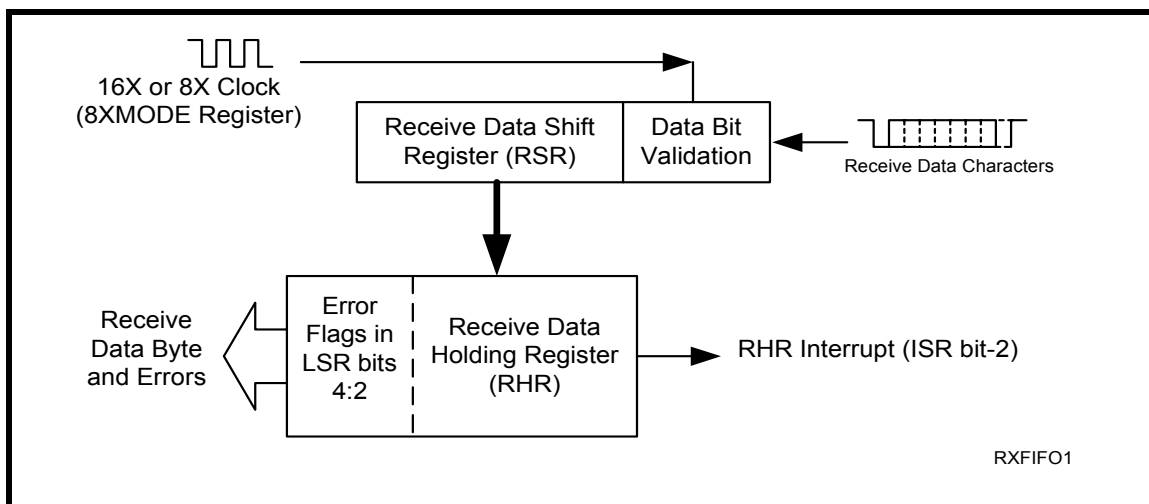 16X or 8X Clock
(8XMODE Register)
Receive Data Shift
Register (RSR)
Data Bit
Validation
Receive Data Characters
Receive
Data Byte
and Errors
Error
Flags in
LSR bits
4:2
Receive Data
Holding Register
(RHR)
RHR Interrupt (ISR bit-2)
RXFIFO1